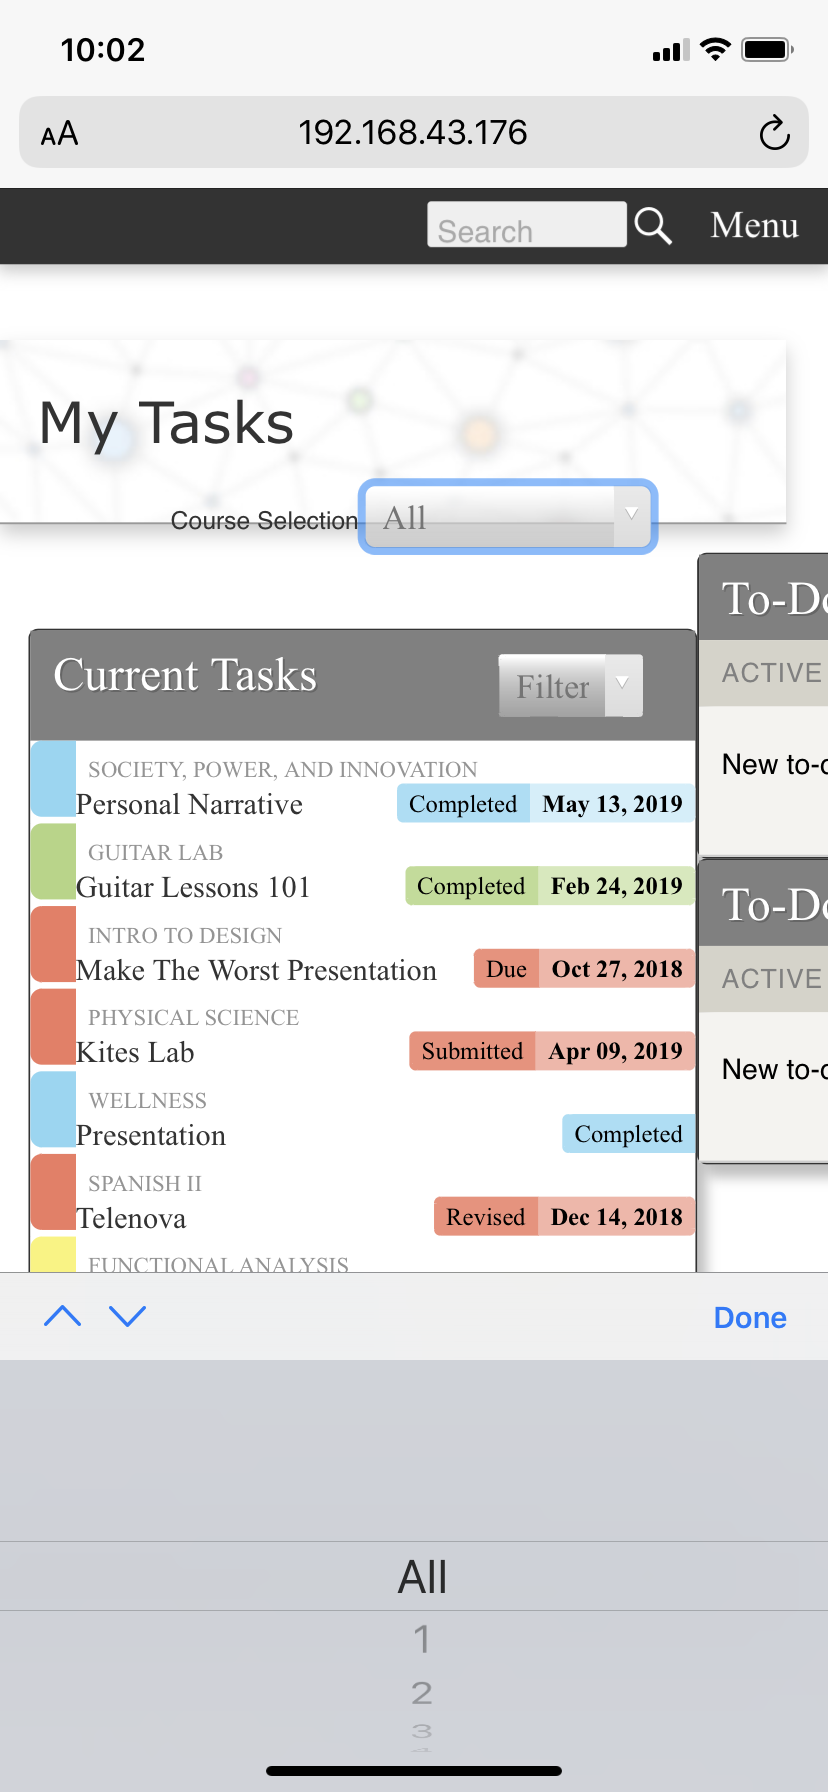 10:02
AA 192.168.43.176
Search Menu
My Tasks
Course Selection All
To-Do
ACTIVE
New to-d
Current Tasks Filter
SOCIETY, POWER, AND INNOVATION
Personal Narrative Completed May 13, 2019
GUITAR LAB
Guitar Lessons 101 Completed Feb 24, 2019
INTRO TO DESIGN
Make The Worst Presentation Due Oct 27, 2018
PHYSICAL SCIENCE
Kites Lab Submitted Apr 09, 2019
WELLNESS
Presentation Completed
SPANISH II
Telenova Revised Dec 14, 2018
FUNCTIONAL ANALYSIS
To-Do
ACTIVE
New to-d
Done
All
1
2
3
4